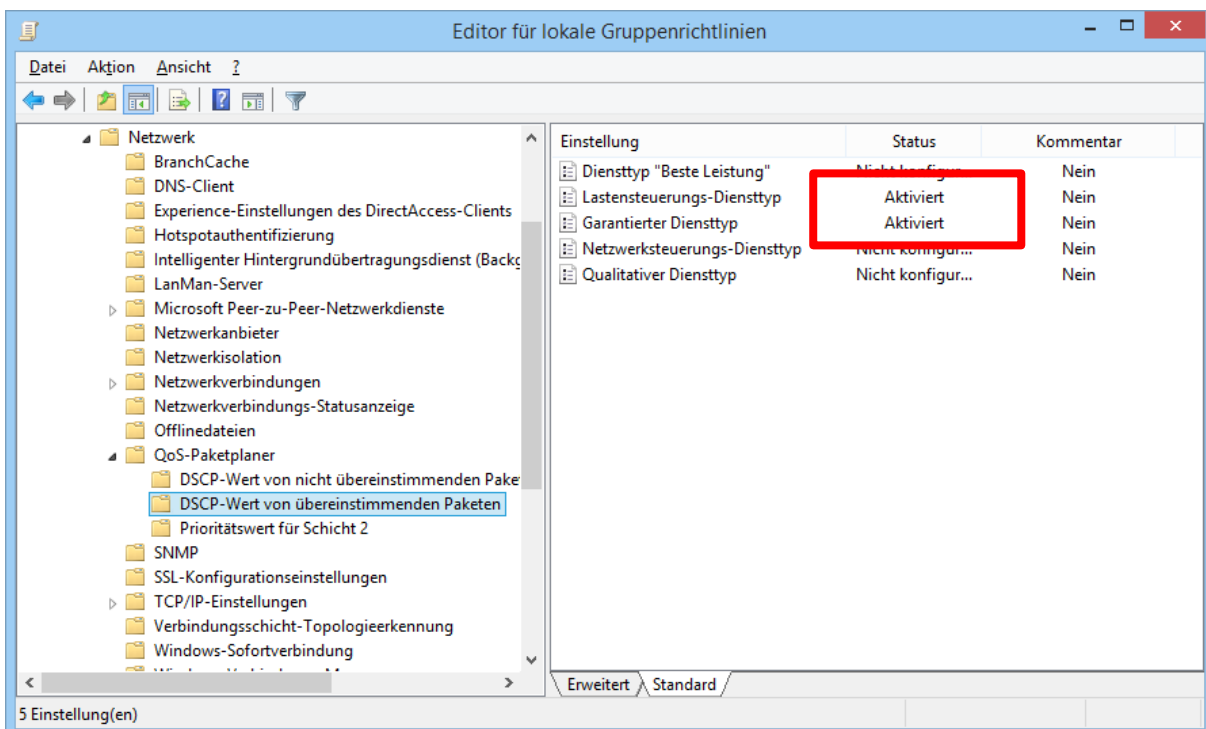 Editor für lokale Gruppenrichtlinien
Datei Aktion Ansicht ?
Netzwerk
BranchCache
DNS-Client
Experience-Einstellungen des DirectAccess-Clients
Hotspotauthentifizierung
Intelligenter Hintergrundübertragungsdienst (Backg
LanMan-Server
Microsoft Peer-zu-Peer-Netzwerkdienste
Netzwerkanbieter
Netzwerkisolation
Netzwerkverbindungen
Netzwerkverbindungs-Statusanzeige
Offlinedateien
QoS-Paketplaner
DSCP-Wert von nicht übereinstimmenden Pake
DSCP-Wert von übereinstimmenden Paketen
Prioritätswert für Schicht 2
SNMP
SSL-Konfigurationseinstellungen
TCP/IP-Einstellungen
Verbindungsschicht-Topologieerkennung
Windows-Sofortverbindung
Einstellung Status Kommentar
Diensttyp "Beste Leistung" Nicht konfigur... Nein
Lastensteuerungs-Diensttyp Aktiviert Nein
Garantierter Diensttyp Aktiviert Nein
Netzwerksteuerungs-Diensttyp Nicht konfigur... Nein
Qualitativer Diensttyp Nicht konfigur... Nein
Erweitert Standard
5 Einstellung(en)